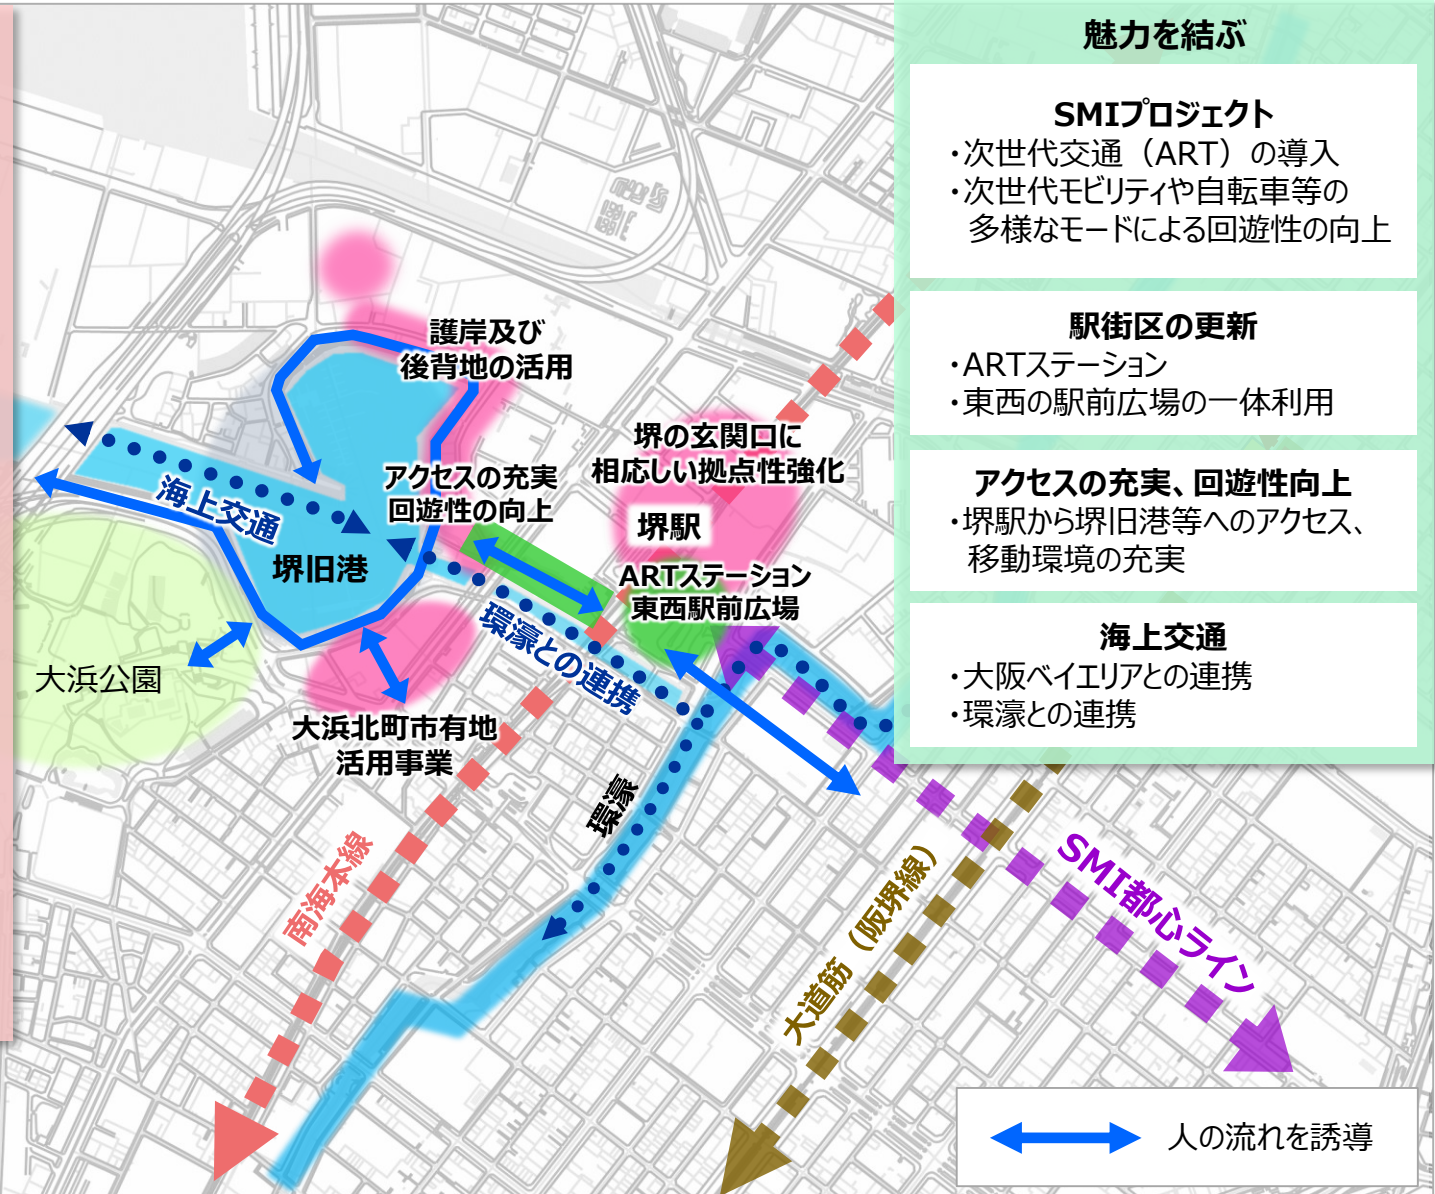 魅力を結ぶ
SMIプロジェクト
・次世代交通（ART）の導入
・次世代モビリティや自転車等の
多様なモードによる回遊性の向上
駅街区の更新
・ARTステーション
・東西の駅前広場の一体利用
アクセスの充実、回遊性向上
・堺駅から堺旧港等へのアクセス、
移動環境の充実
海上交通
・大阪ベイエリアとの連携
・環濠との連携
護岸及び
後背地の活用
堺の玄関口に
相応しい拠点性強化
アクセスの充実
回遊性の向上
海上交通
堺駅
堺旧港
ARTステーション
東西駅前広場
環濠との連携
大浜公園
大浜北町市有地
活用事業
環濠
南海本線
大道筋（阪堺線）
SMI都心ライン
人の流れを誘導